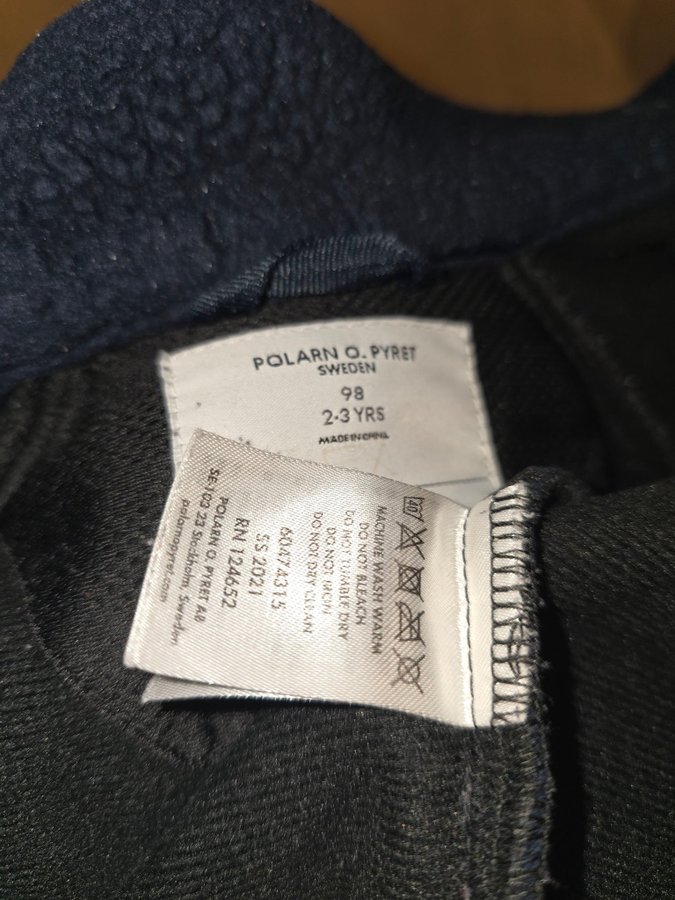 POLARN O. PYRET
SWEDEN
98
2-3 YRS
MADE IN CHINA
40
MACHINE WASH WARM
DO NOT BLEACH
DO NOT TUMBLE DRY
DO NOT IRON
DO NOT DRY CLEAN
60474315
SS 2021
RN 124652
POLARN O. PYRET AB
SE-103 23 Stockholm Sweden
polarnopyret.com